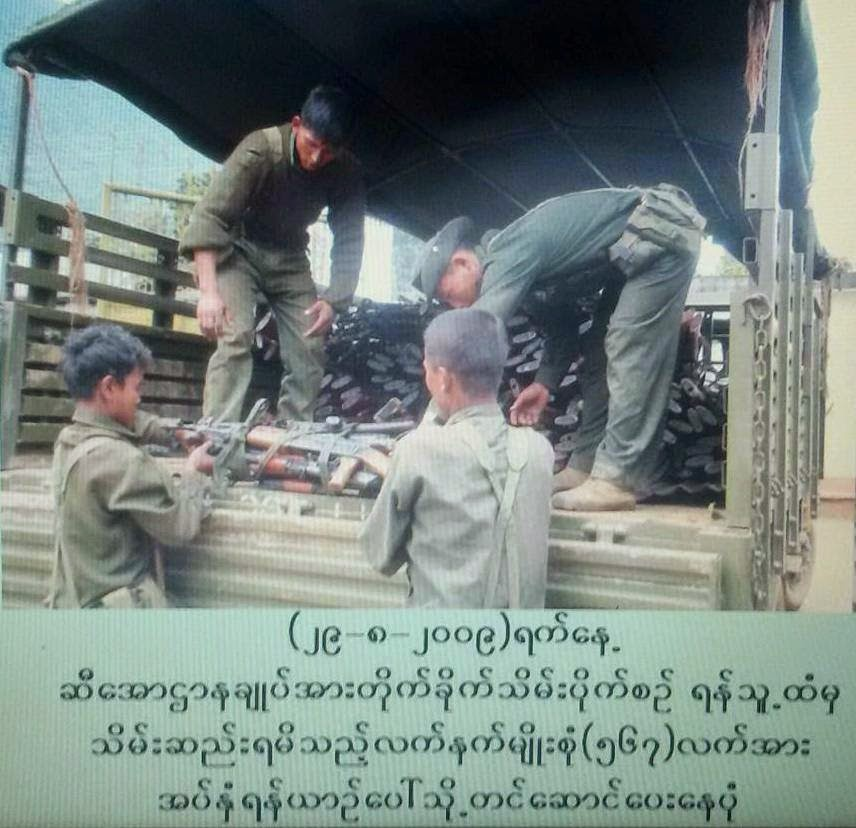 (၂၉-၈-၂၀၀၉)ရက်နေ့
ဆီအောဌာနချုပ်အားတိုက်ခိုက်သိမ်းပိုက်စဉ် ရန်သူ့ထံမှ
သိမ်းဆည်းရမိသည့်လက်နက်မျိုးစုံ(၅၆၇)လက်အား
အပ်နှံရန်ယာဉ်ပေါ်သို့တင်ဆောင်ပေးနေပုံ